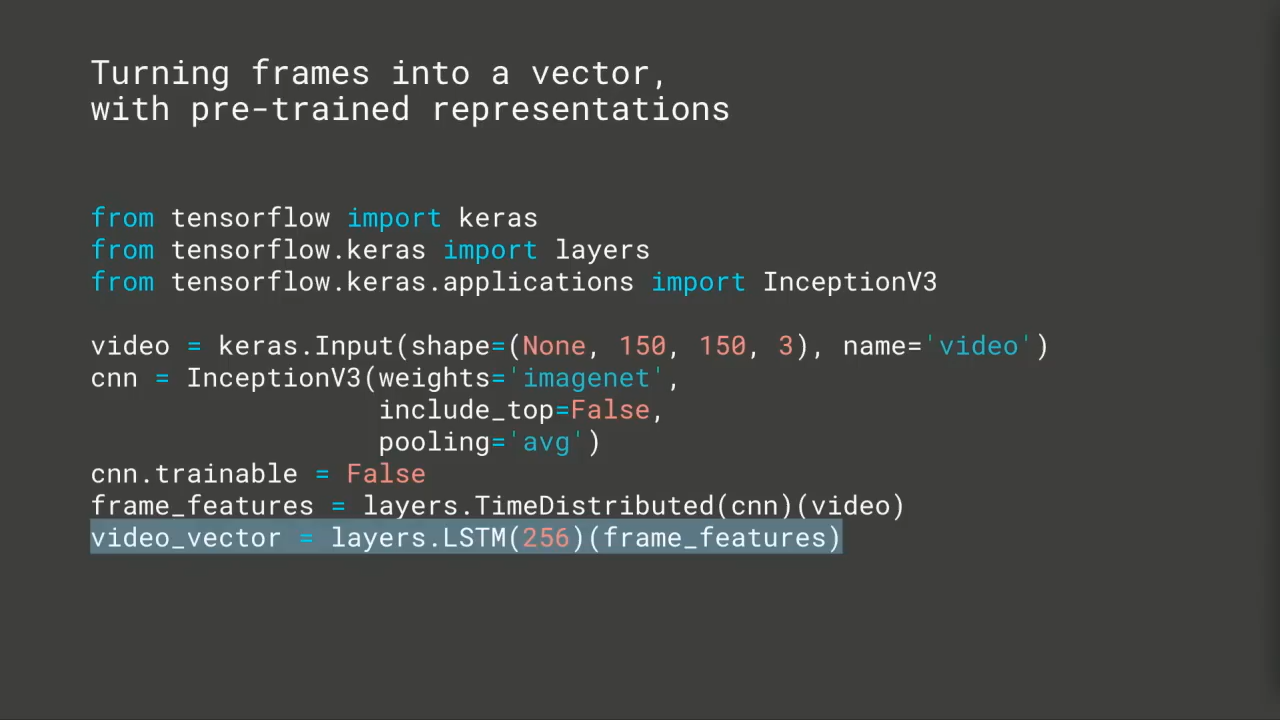 Turning frames into a vector,
with pre-trained representations
from tensorflow import keras
from tensorflow.keras import layers
from tensorflow.keras.applications import InceptionV3
video = keras.Input(shape=(None, 150, 150, 3), name='video')
cnn = InceptionV3(weights='imagenet',
                  include_top=False,
                  pooling='avg')
cnn.trainable = False
frame_features = layers.TimeDistributed(cnn)(video)
video_vector = layers.LSTM(256)(frame_features)